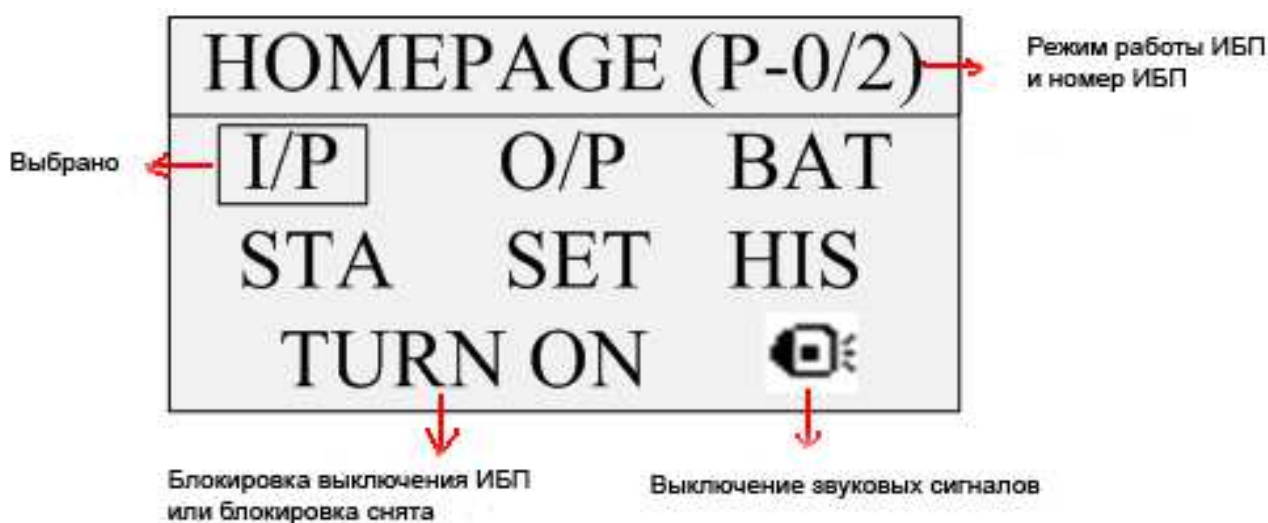 HOMEPAGE (P-0/2)
Режим работы ИБП
и номер ИБП
Выбрано
I/P O/P BAT
STA SET HIS
TURN ON
Блокировка выключения ИБП
или блокировка снята
Выключение звуковых сигналов